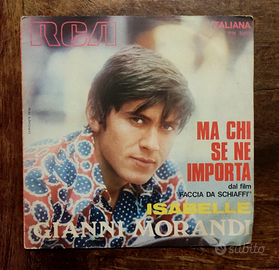 RCA
ITALIANA
MA CHI
SE NE
IMPORTA
dal film
"FACCIA DA SCHIAFFI"
ISABELLE
GIANNI MORANDI
subito